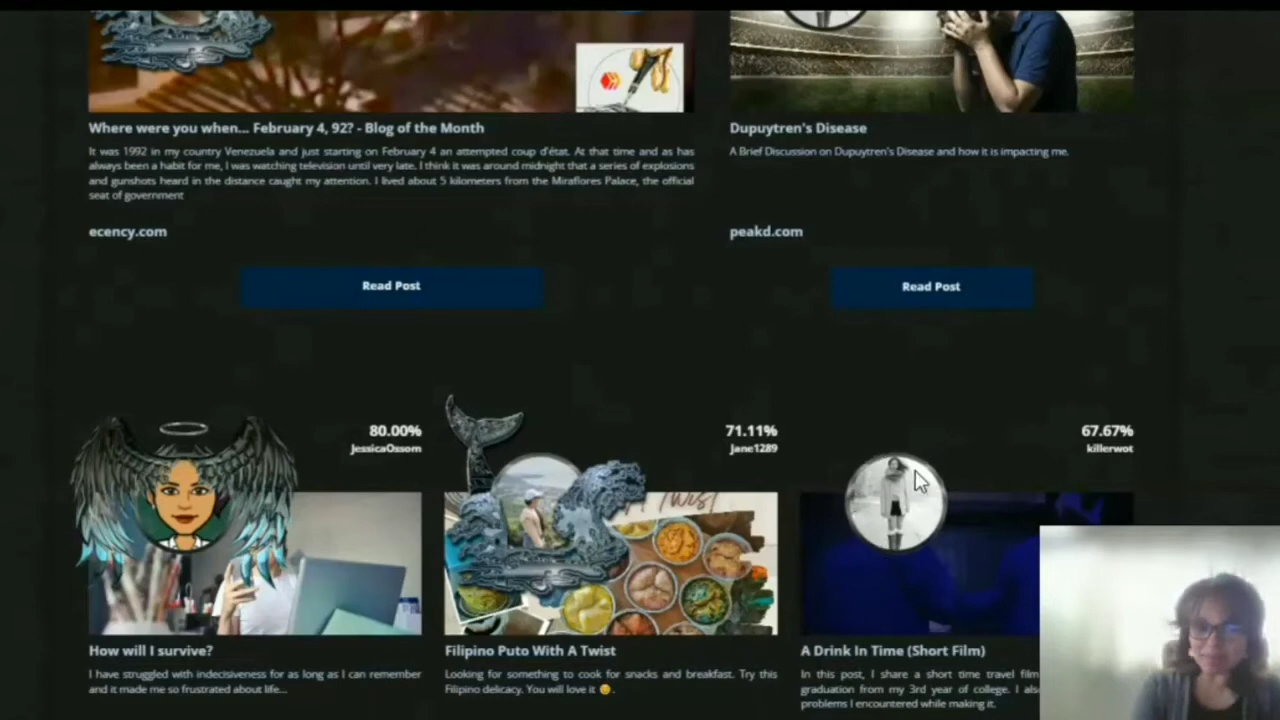 Where were you when... February 4, 92? - Blog of the Month
It was 1992 in my country Venezuela and just starting on February 4 an attempted coup d'état. At that time and as has
always been a habit for me, I was watching television until very late. I think it was around midnight that a series of explosions
and gunshots heard in the distance caught my attention. I lived about 5 kilometers from the Miraflores Palace, the official
seat of government
ecency.com
Read Post
Dupuytren's Disease
A Brief Discussion on Dupuytren's Disease and how it is impacting me.
peakd.com
Read Post
80.00%
JessicaOssom
How will I survive?
I have struggled with indecisiveness for as long as I can remember
and it made me so frustrated about life...
71.11%
Jane1289
Twist
Filipino Puto With A Twist
Looking for something to cook for snacks and breakfast. Try this
Filipino delicacy. You will love it 😋.
67.67%
killerwot
A Drink In Time (Short Film)
In this post, I share a short time travel film
graduation from my 3rd year of college. I als
problems I encountered while making it.